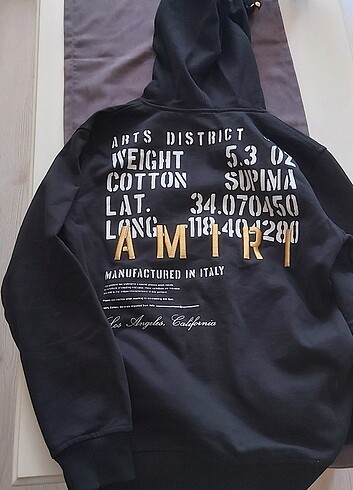 ARTS DISTRICT
WEIGHT 5.3 OZ
COTTON SUPIMA
LAT. 34.070450
LONG. 118.404280
AMIRI
MANUFACTURED IN ITALY
Los Angeles, California